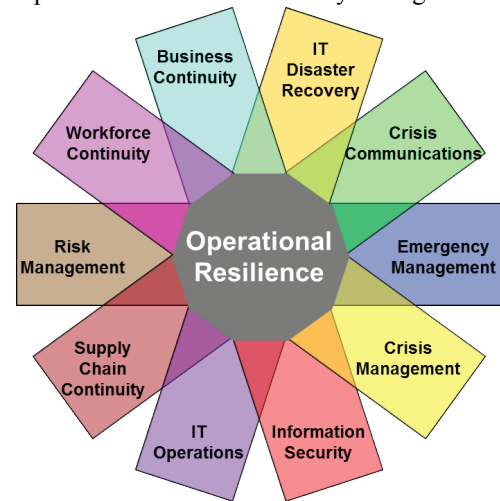 Business
Continuity
IT
Disaster
Recovery
Crisis
Communications
Emergency
Management
Crisis
Management
Information
Security
IT
Operations
Supply
Chain
Continuity
Risk
Management
Workforce
Continuity
Operational
Resilience